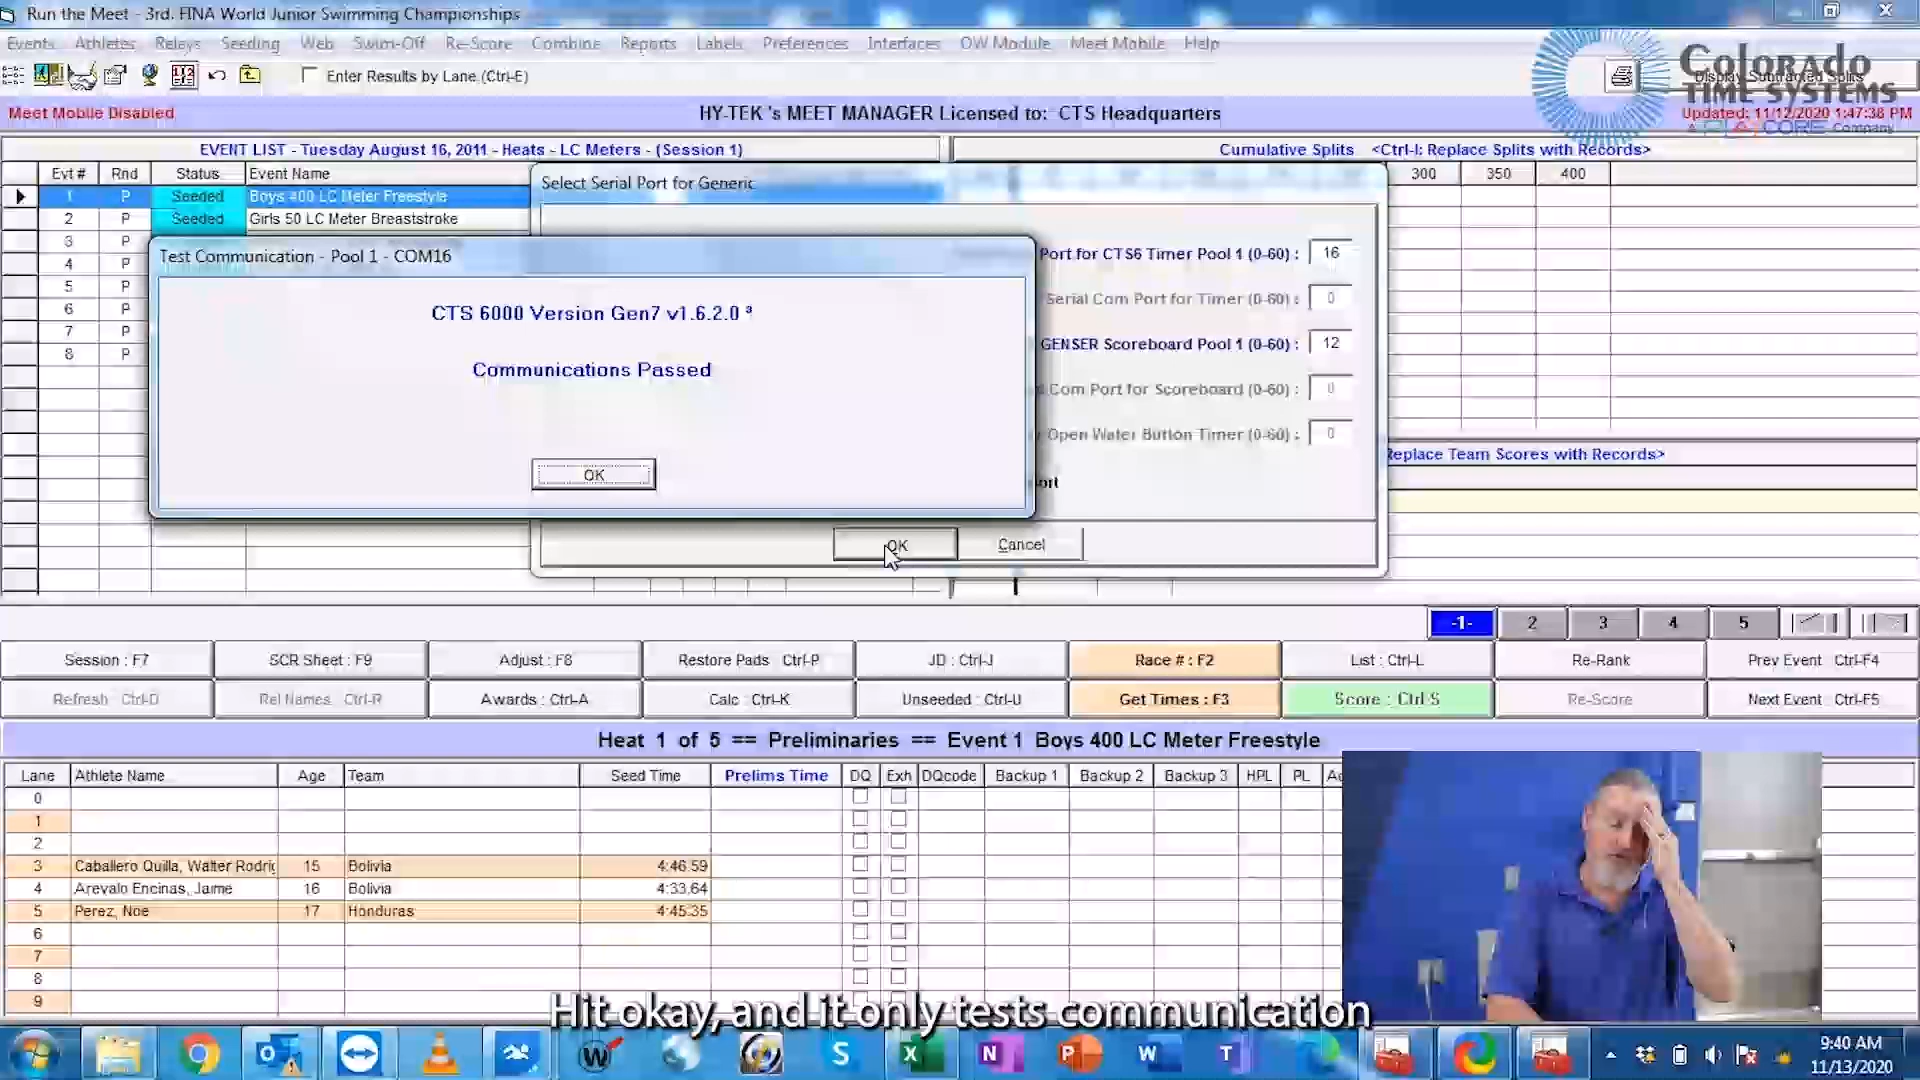 Run the Meet - 3rd. FINA World Junior Swimming Championships
Events Athletes Relays Seeding Web Swim-Off Re-Score Combine Reports Labels Preferences Interfaces OW Module Meet Mobile Help
Enter Results by Lane (Ctrl-E)
Display Subtracted Splits
COLORADO
TIME SYSTEMS
A PLAYCORE Company
Meet Mobile Disabled
HY-TEK 's MEET MANAGER Licensed to: CTS Headquarters
Updated: 11/12/2020 1:47:38 PM
EVENT LIST - Tuesday August 16, 2011 - Heats - LC Meters - (Session 1)
Cumulative Splits <Ctrl-I: Replace Splits with Records>
Evt # Rnd Status Event Name
300 350 400
1 P Seeded Boys 400 LC Meter Freestyle
2 P Seeded Girls 50 LC Meter Breaststroke
3 P
4 P
5 P
6 P
7 P
8 P
Select Serial Port for Generic
Port for CTS6 Timer Pool 1 (0-60) : 16
Serial Com Port for Timer (0-60) : 0
GENSER Scoreboard Pool 1 (0-60) : 12
Com Port for Scoreboard (0-60) : 0
Open Water Button Timer (0-60) : 0
ort
OK Cancel
Test Communication - Pool 1 - COM16
CTS 6000 Version Gen7 v1.6.2.0 ³
Communications Passed
OK
Replace Team Scores with Records>
-1- 2 3 4 5
Session : F7 SCR Sheet : F9 Adjust : F8 Restore Pads Ctrl-P JD : Ctrl-J Race # : F2 List : Ctrl-L Re-Rank Prev Event Ctrl-F4
Refresh Ctrl-D Rel Names Ctrl-R Awards : Ctrl-A Calc : Ctrl-K Unseeded : Ctrl-U Get Times : F3 Score : Ctrl-S Re-Score Next Event Ctrl-F5
Heat 1 of 5 == Preliminaries == Event 1 Boys 400 LC Meter Freestyle
Lane Athlete Name Age Team Seed Time Prelims Time DQ Exh DQcode Backup 1 Backup 2 Backup 3 HPL PL
0
1
2
3 Caballero Quilla, Walter Rodrig 15 Bolivia 4:46.59
4 Arevalo Encinas, Jaime 16 Bolivia 4:33.64
5 Perez, Noe 17 Honduras 4:45.35
6
7
8
9
Hit okay, and it only tests communication
9:40 AM
11/13/2020